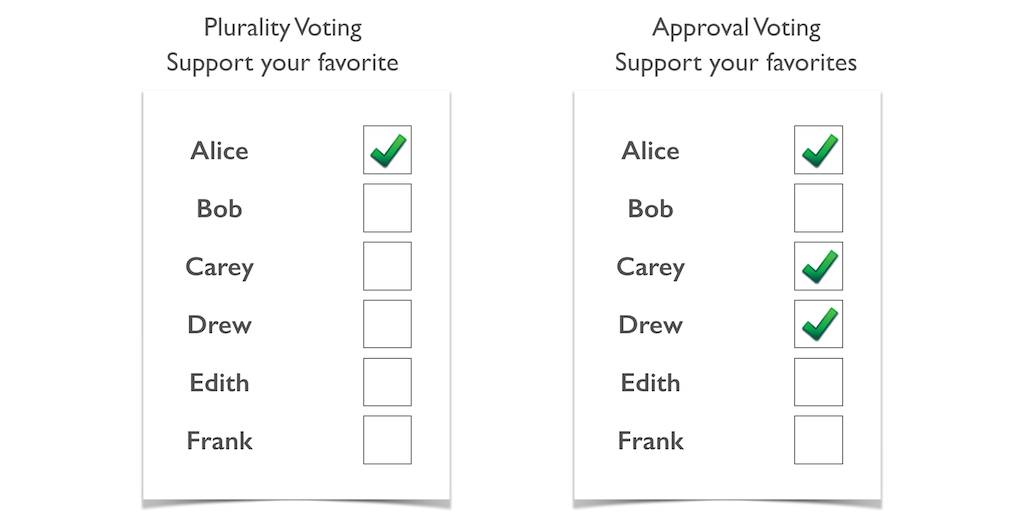 Plurality Voting
Support your favorite
Alice
Bob
Carey
Drew
Edith
Frank
Approval Voting
Support your favorites
Alice
Bob
Carey
Drew
Edith
Frank